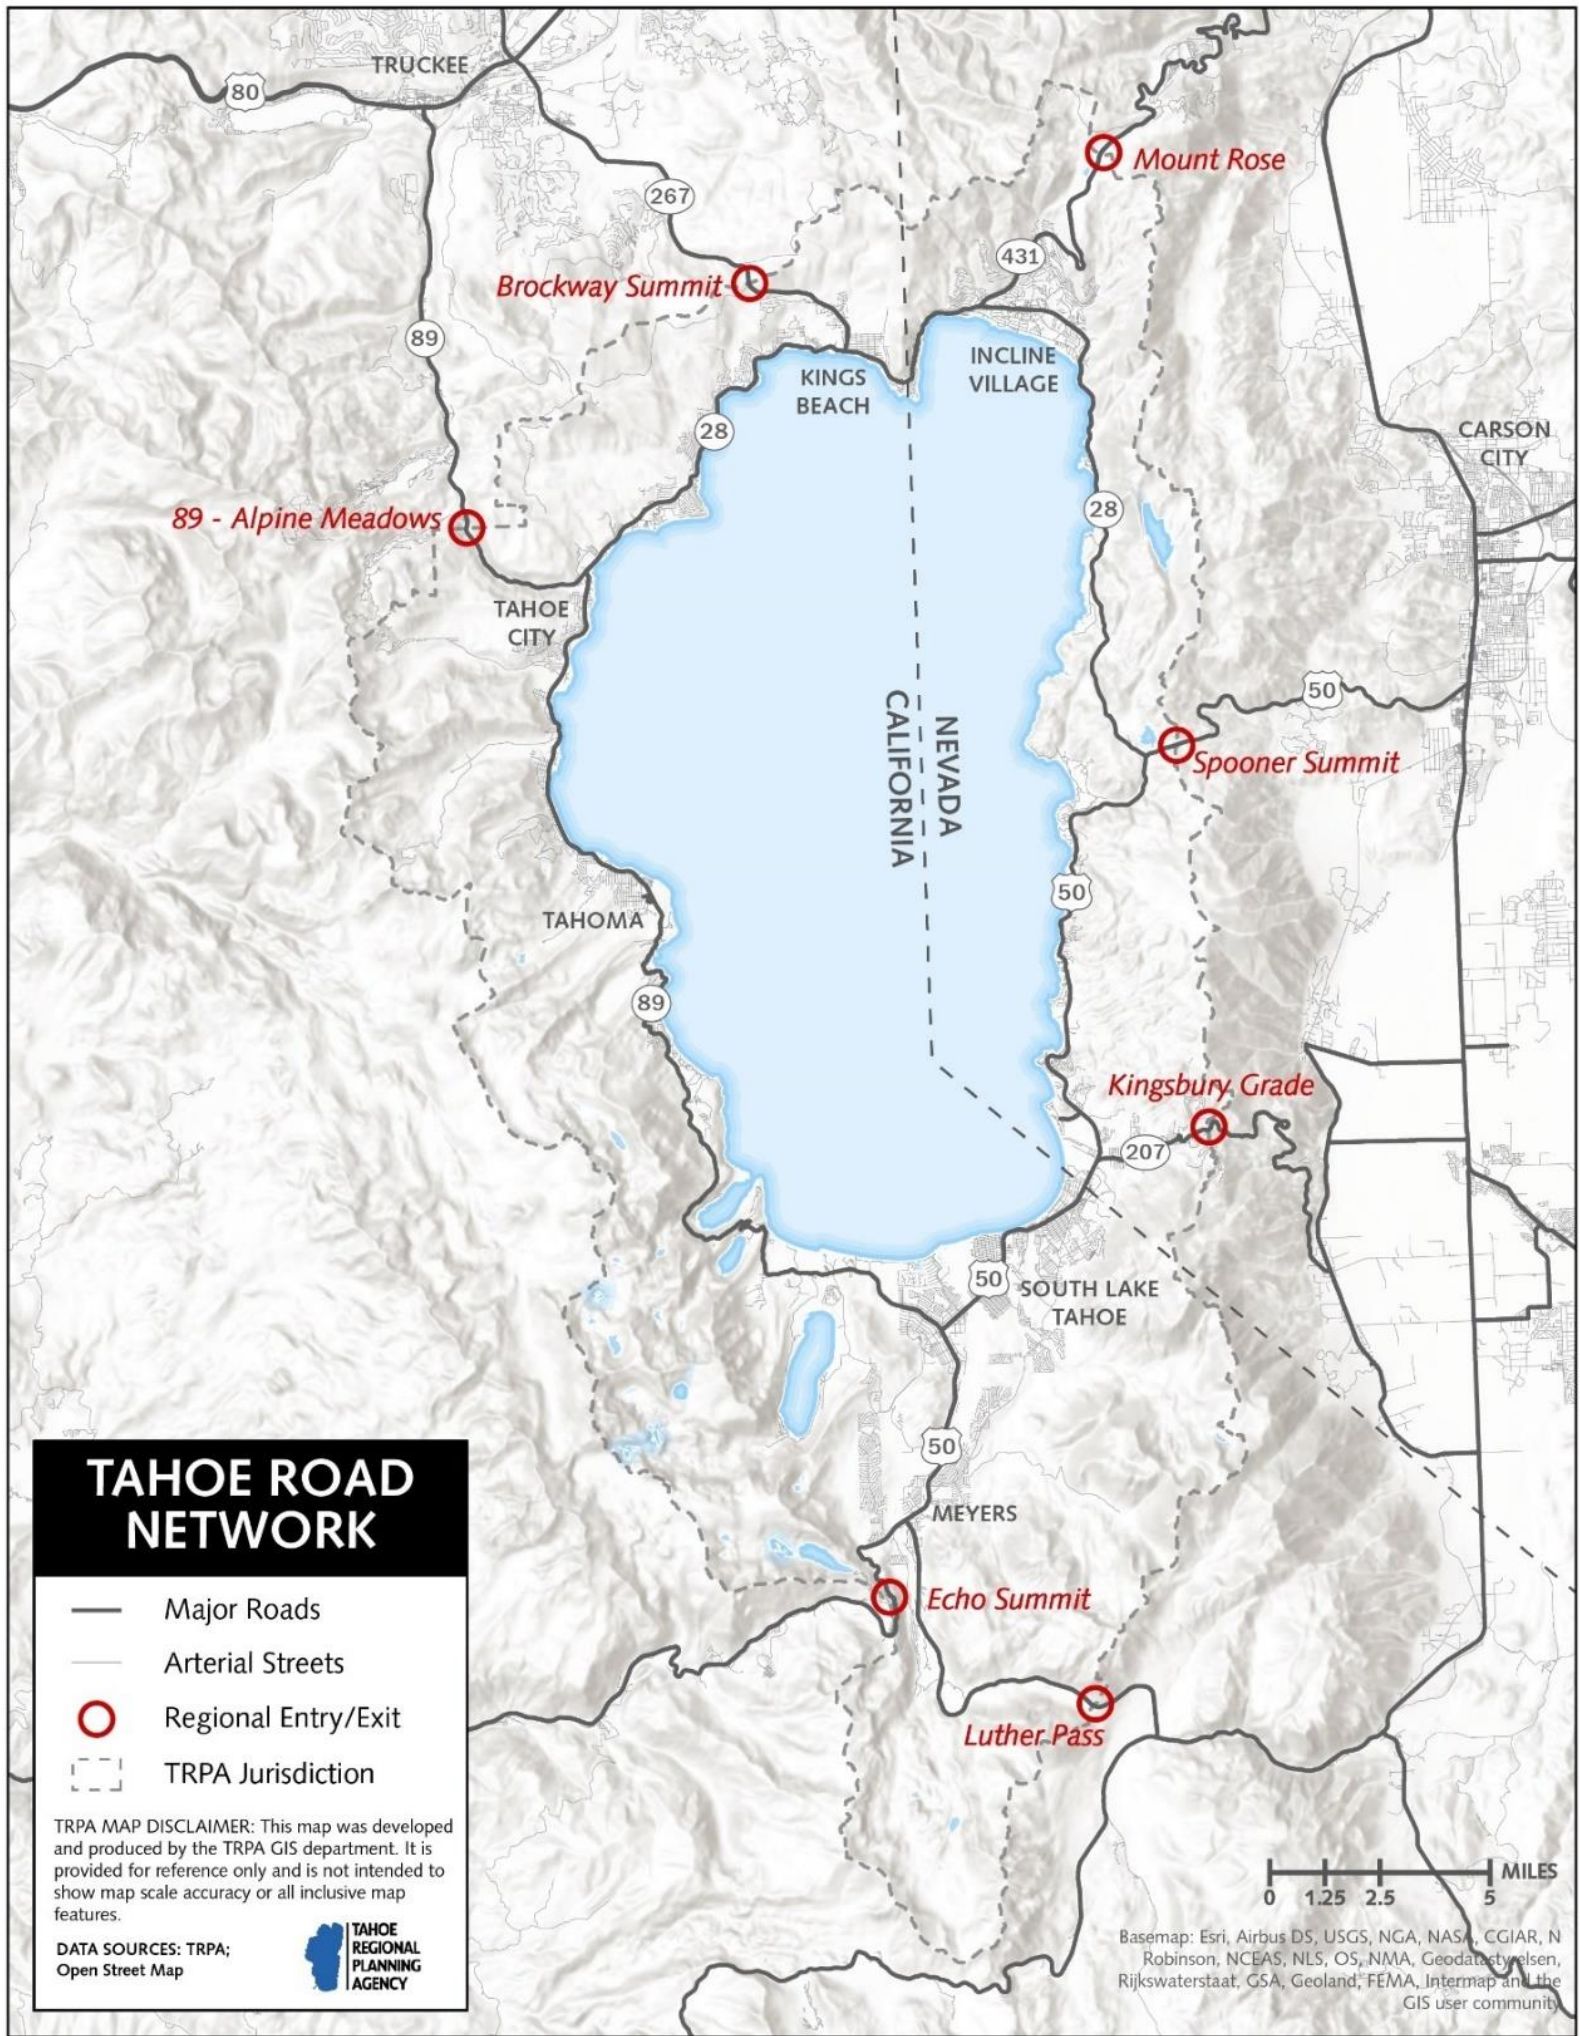 TRUCKEE
80
Mount Rose
267
431
Brockway Summit
89
INCLINE
VILLAGE
KINGS
BEACH
28
CARSON
CITY
28
89 - Alpine Meadows
TAHOE
CITY
50
NEVADA
CALIFORNIA
Spooner Summit
50
TAHOMA
89
Kingsbury Grade
207
50
SOUTH LAKE
TAHOE
50
MEYERS
Echo Summit
Luther Pass
TAHOE ROAD
NETWORK
Major Roads
Arterial Streets
Regional Entry/Exit
TRPA Jurisdiction
TRPA MAP DISCLAIMER: This map was developed
and produced by the TRPA GIS department. It is
provided for reference only and is not intended to
show map scale accuracy or all inclusive map
features.
DATA SOURCES: TRPA;
Open Street Map
TAHOE
REGIONAL
PLANNING
AGENCY
MILES
0 1.25 2.5 5
Basemap: Esri, Airbus DS, USGS, NGA, NASA, CGIAR, N
Robinson, NCEAS, NLS, OS, NMA, Geodatastyrelsen,
Rijkswaterstaat, GSA, Geoland, FEMA, Intermap and the
GIS user community